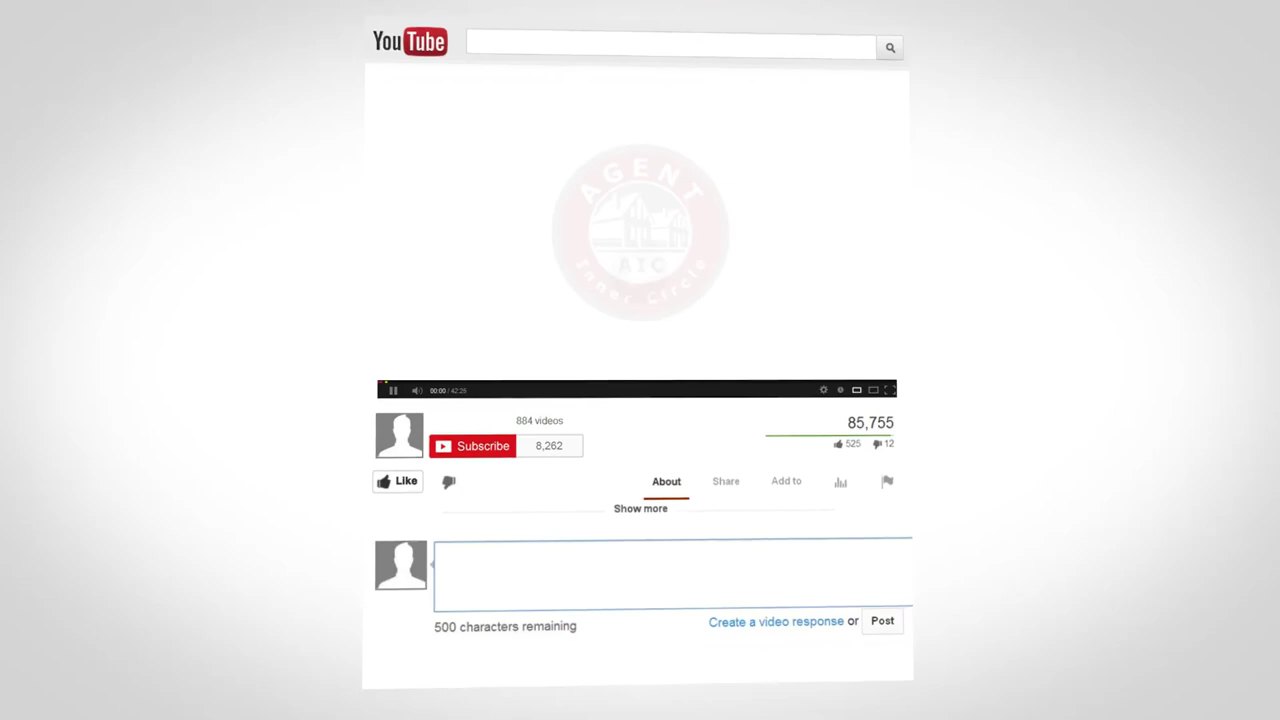 YouTube
AGENT
AIC
Inner Circle
00:00 / 42:25
884 videos
85,755
Subscribe 8,262
525 12
Like
About Share Add to
Show more
500 characters remaining
Create a video response or Post